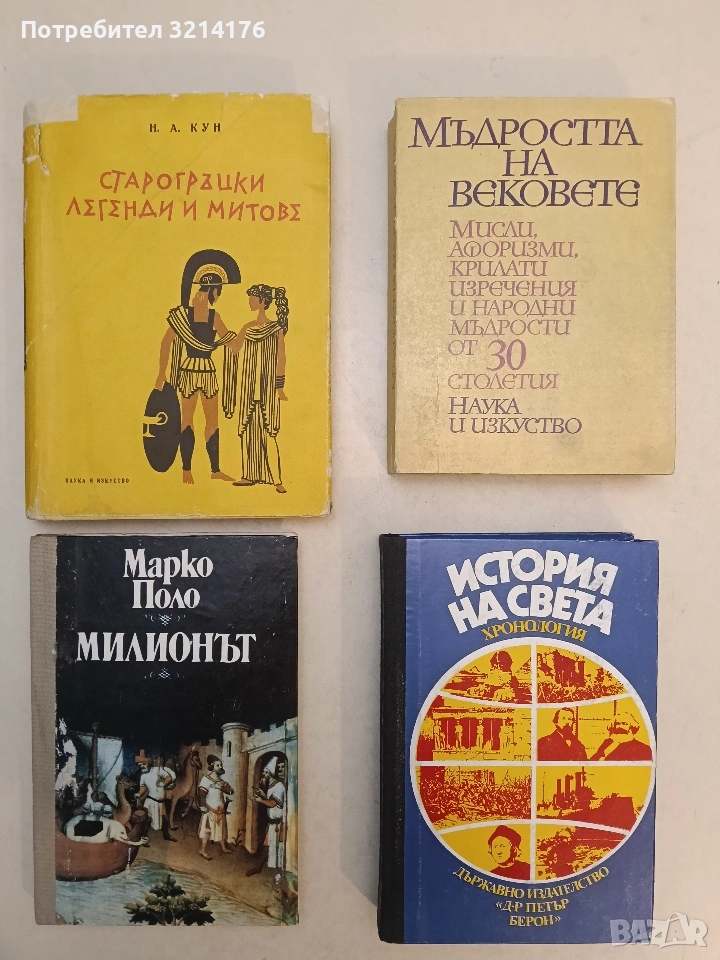 Потребител 3214176
Н. А. КУН
СТАРОГРЪЦКИ
ЛЕГЕНДИ И МИТОВЕ
НАУКА И ИЗКУСТВО
МЪДРОСТТА
НА
ВЕКОВЕТЕ
МИСЛИ,
АФОРИЗМИ,
КРИЛАТИ
ИЗРЕЧЕНИЯ
И НАРОДНИ
МЪДРОСТИ
ОТ 30
СТОЛЕТИЯ
НАУКА
И ИЗКУСТВО
Марко
Поло
МИЛИОНЪТ
ИСТОРИЯ
НА СВЕТА
ХРОНОЛОГИЯ
ДЪРЖАВНО ИЗДАТЕЛСТВО
«Д-Р ПЕТЪР
БЕРОН»
BAZAR